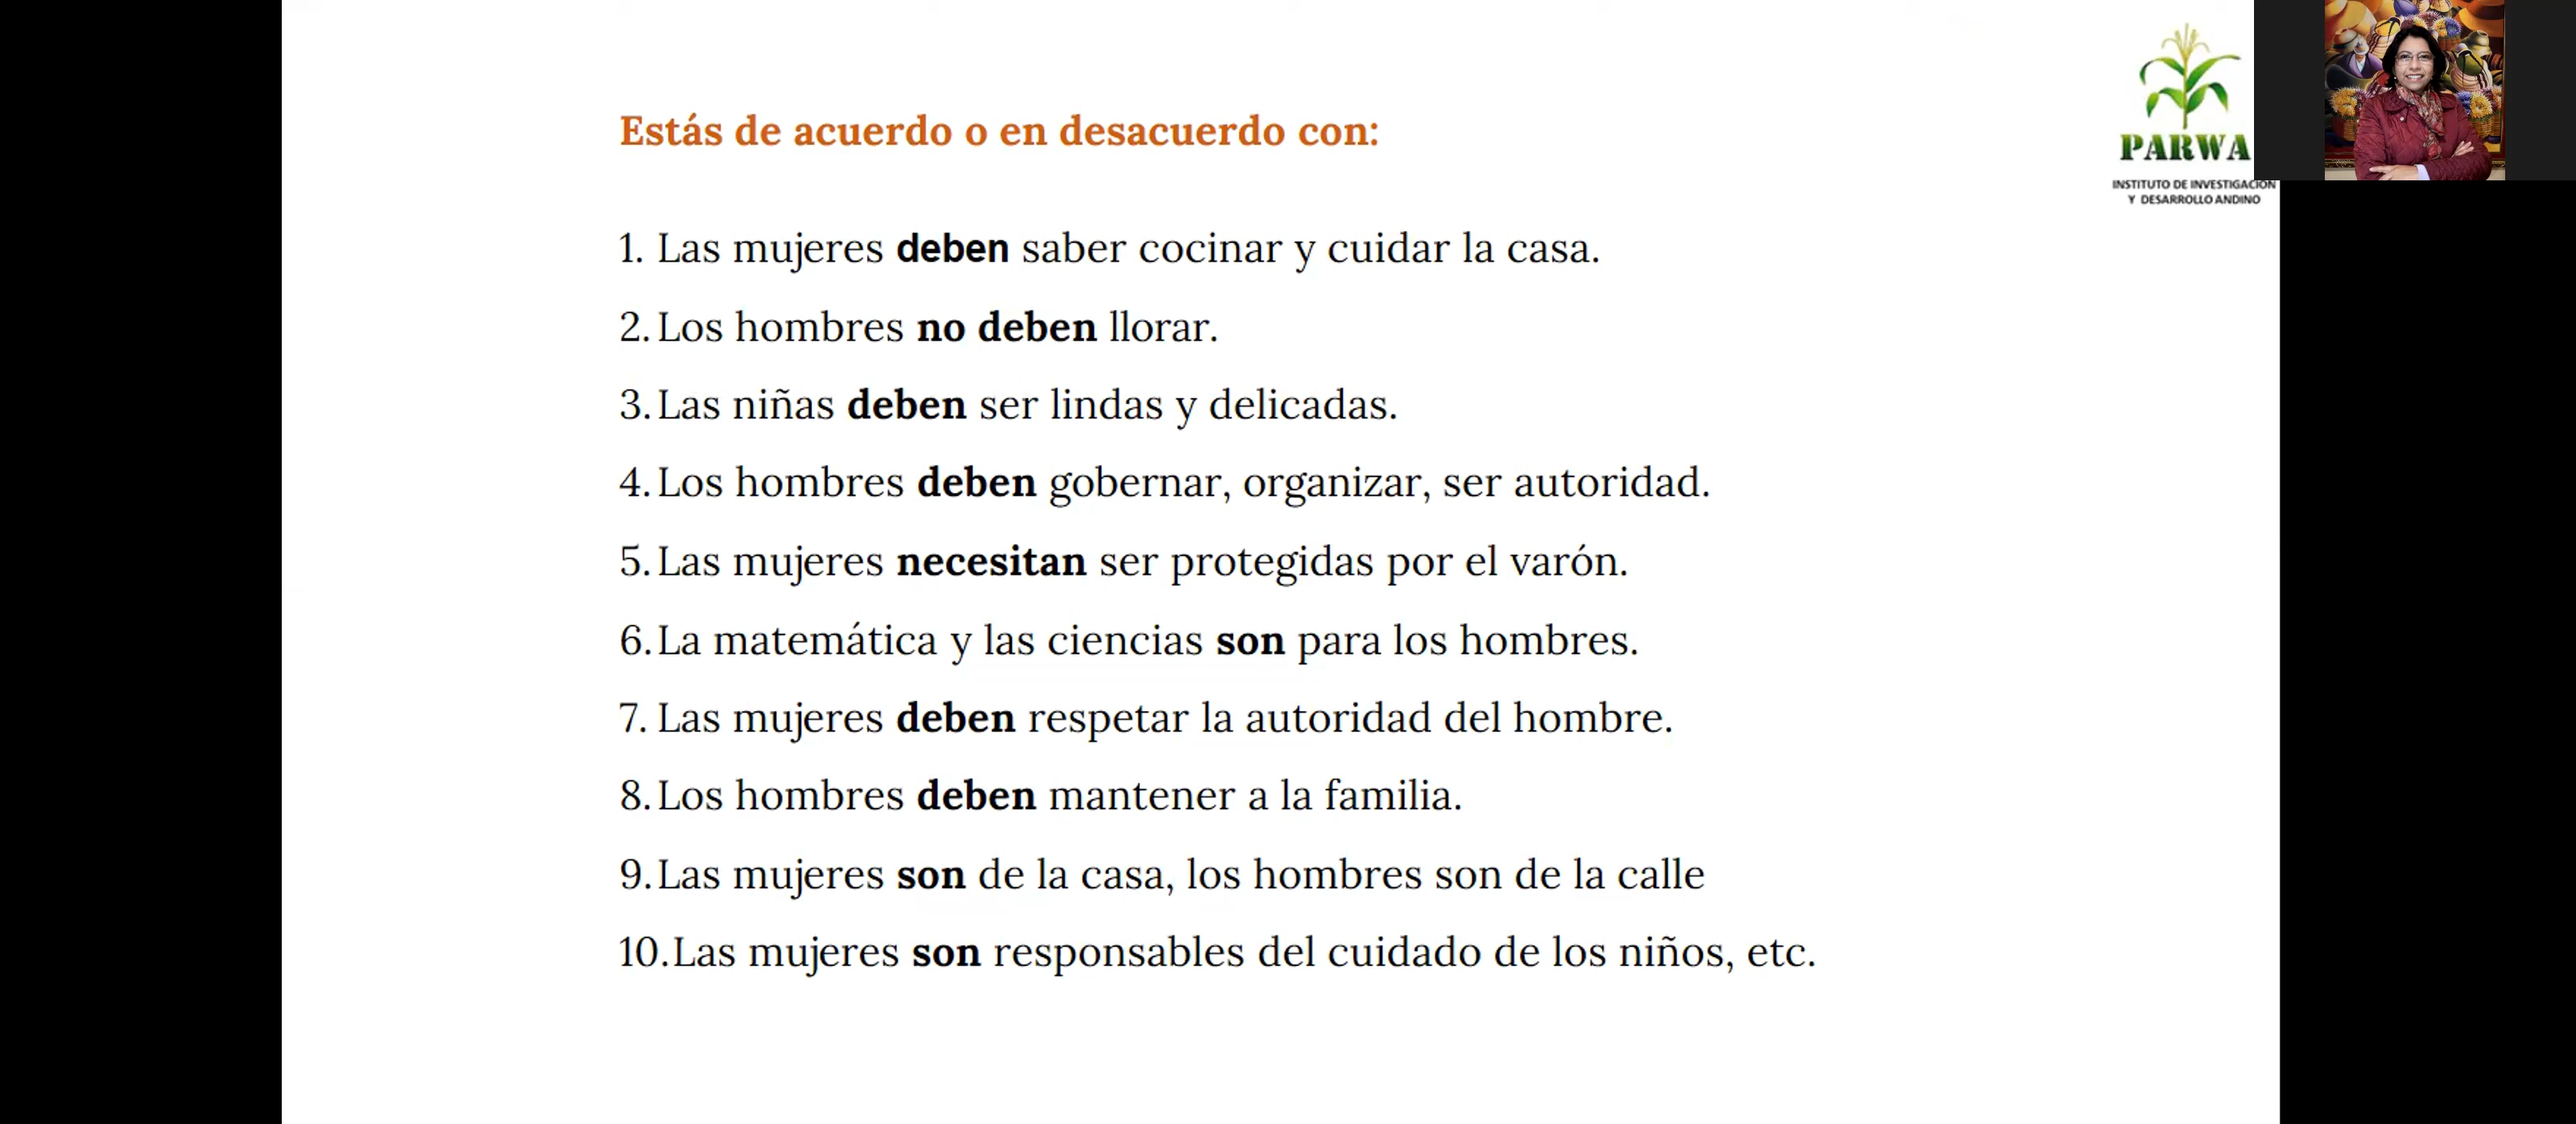 Estás de acuerdo o en desacuerdo con:
1. Las mujeres deben saber cocinar y cuidar la casa.
2. Los hombres no deben llorar.
3. Las niñas deben ser lindas y delicadas.
4. Los hombres deben gobernar, organizar, ser autoridad.
5. Las mujeres necesitan ser protegidas por el varón.
6. La matemática y las ciencias son para los hombres.
7. Las mujeres deben respetar la autoridad del hombre.
8. Los hombres deben mantener a la familia.
9. Las mujeres son de la casa, los hombres son de la calle
10. Las mujeres son responsables del cuidado de los niños, etc.
PARWA
INSTITUTO DE INVESTIGACION
Y DESARROLLO ANDINO